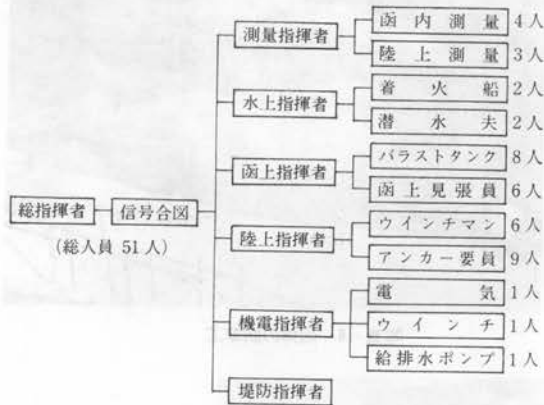 総指揮者
(総人員 51人)
信号合図
測量指揮者
函内測量 4人
陸上測量 3人
水上指揮者
着火船 2人
潜水夫 2人
函上指揮者
バラストタンク 8人
函上見張員 6人
陸上指揮者
ウインチマン 6人
アンカー要員 9人
機電指揮者
電気 1人
ウインチ 1人
給排水ポンプ 1人
堤防指揮者